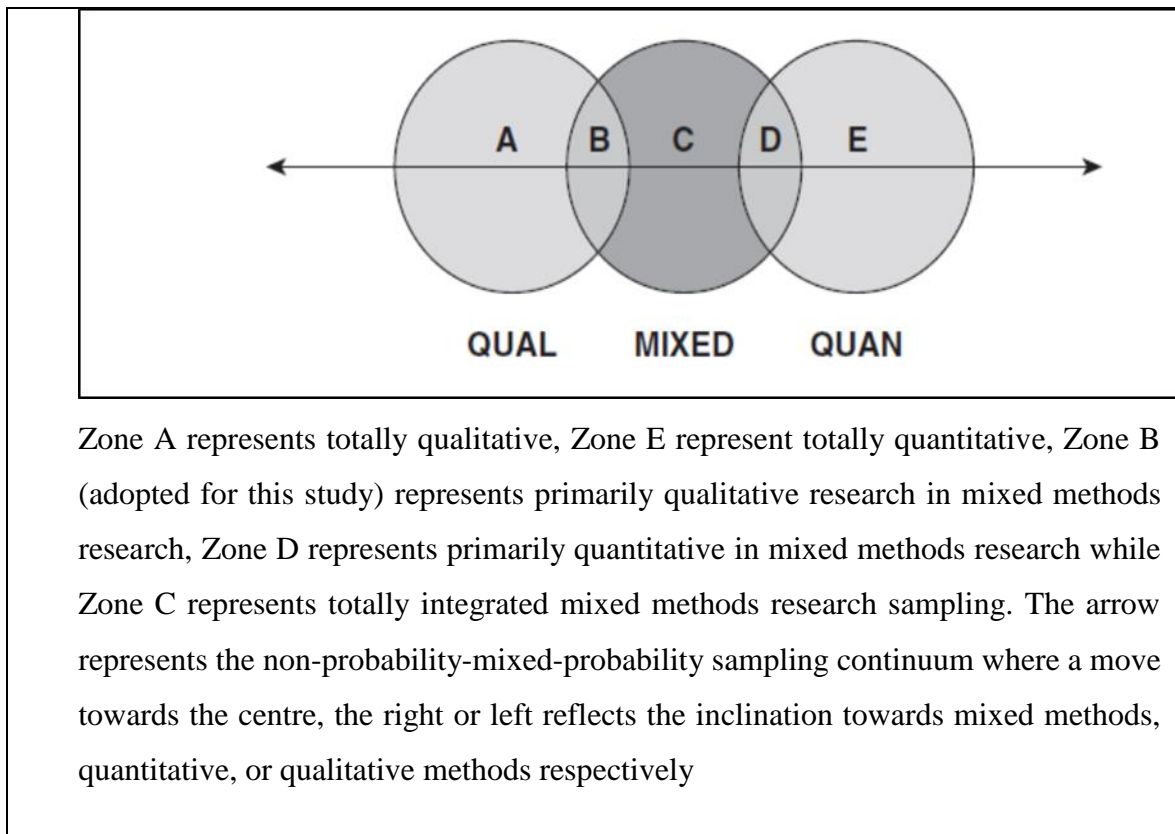 A B C D E
QUAL MIXED QUAN
Zone A represents totally qualitative, Zone E represent totally quantitative, Zone B
(adopted for this study) represents primarily qualitative research in mixed methods
research, Zone D represents primarily quantitative in mixed methods research while
Zone C represents totally integrated mixed methods research sampling. The arrow
represents the non-probability-mixed-probability sampling continuum where a move
towards the centre, the right or left reflects the inclination towards mixed methods,
quantitative, or qualitative methods respectively